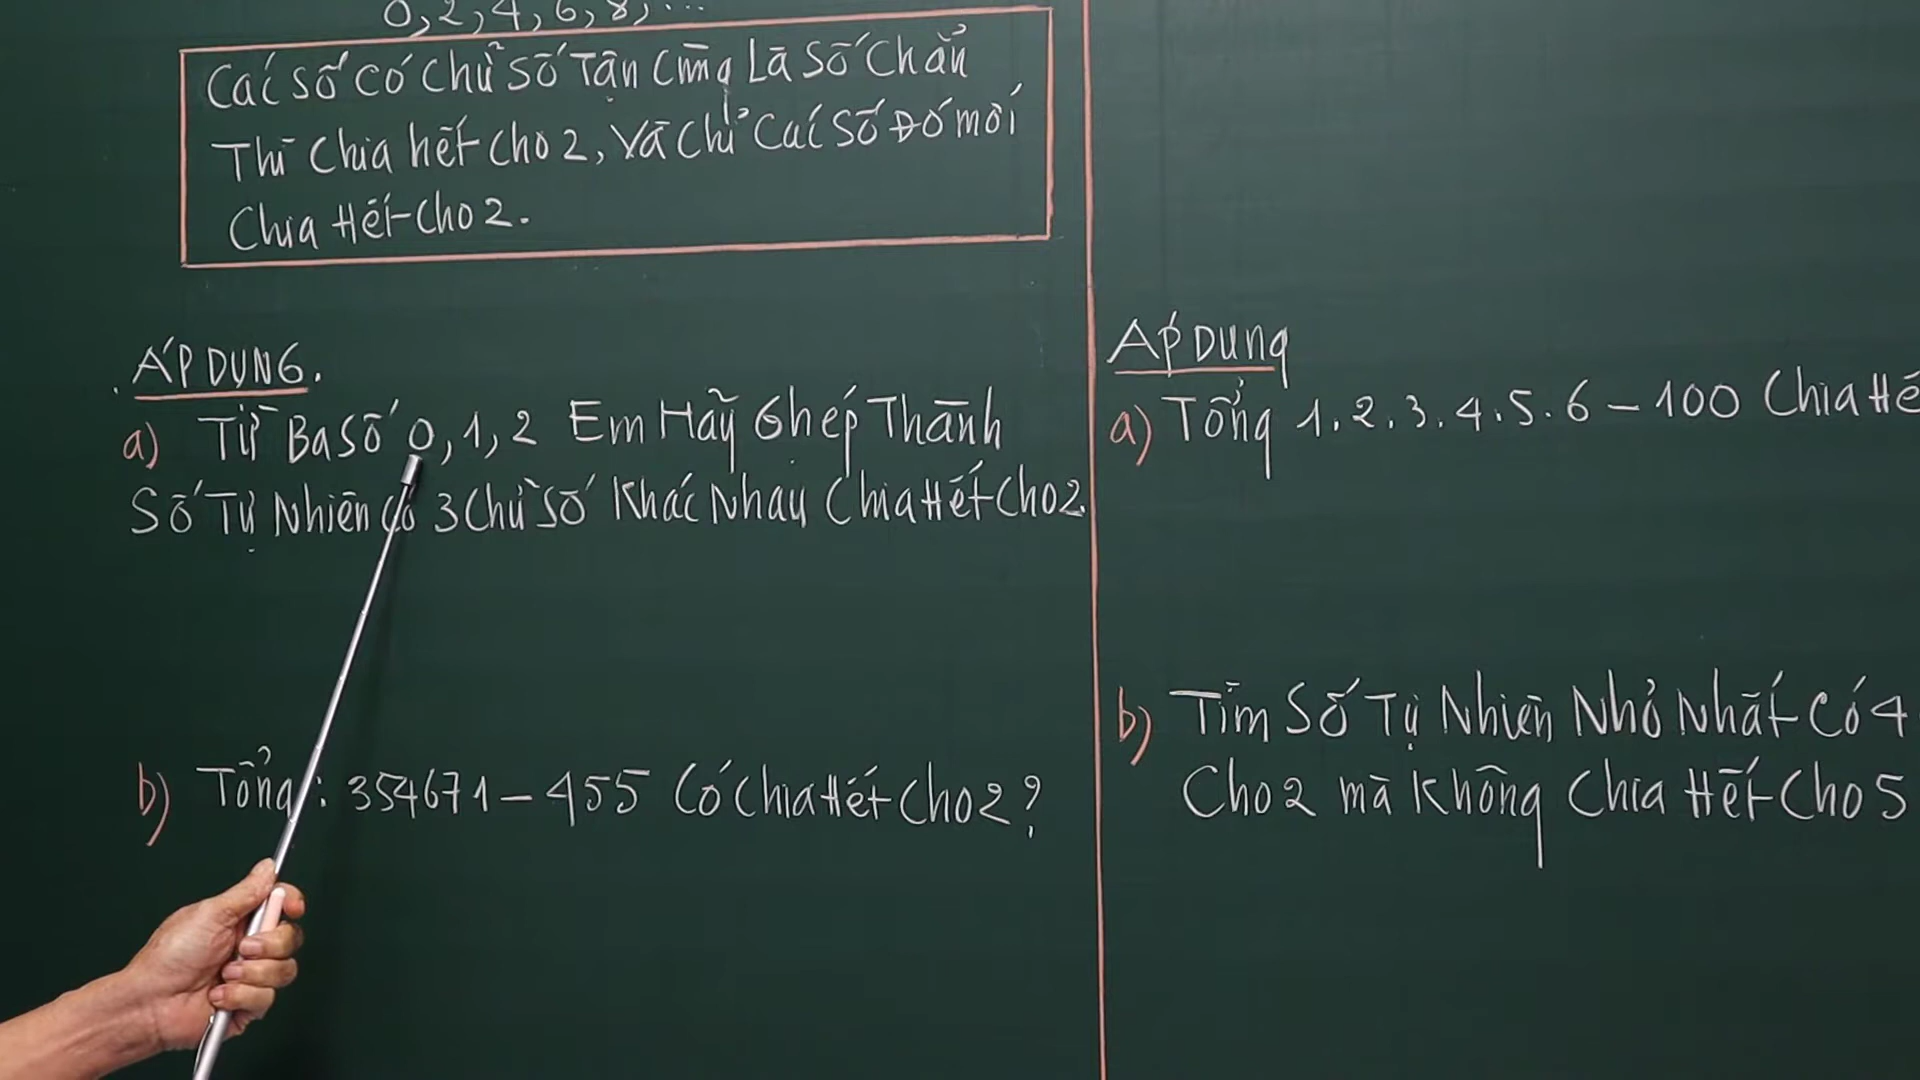 0, 2, 4, 6, 8, ...
Các số có chữ số Tận Cùng Là Số Chẵn
Thì Chia hết cho 2, Và chỉ Các Số Đó mới
Chia Hết Cho 2.
ÁP DỤNG.
a) Từ Ba Số 0, 1, 2 Em Hãy Ghép Thành
Số Tự Nhiên Có 3 Chữ Số Khác Nhau Chia Hết Cho 2.
b) Tổng : 354671 - 455 Có Chia Hết Cho 2 ?
Áp Dụng
a) Tổng 1.2.3.4.5.6 - 100 Chia Hế
b) Tìm Số Tự Nhiên Nhỏ Nhất Có 4
Cho 2 mà Không Chia Hết Cho 5